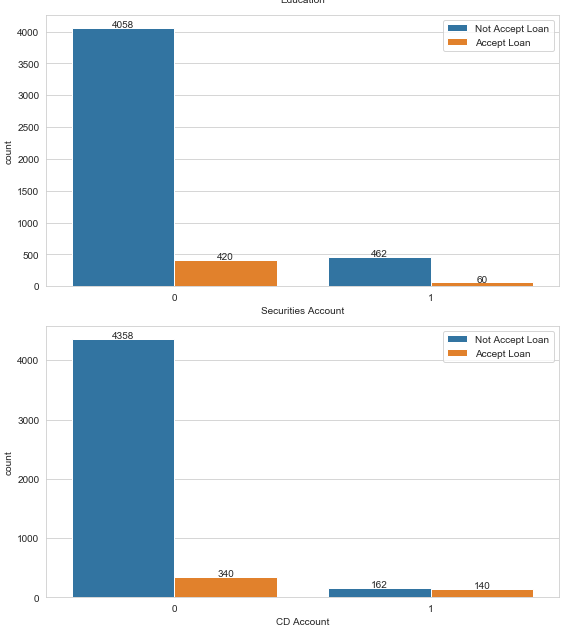 Education
4058
4000
Not Accept Loan
Accept Loan
3500
3000
2500
count
2000
1500
1000
500
420
462
60
0
0
1
Securities Account
4358
4000
Not Accept Loan
Accept Loan
3000
count
2000
1000
340
162
140
0
0
1
CD Account